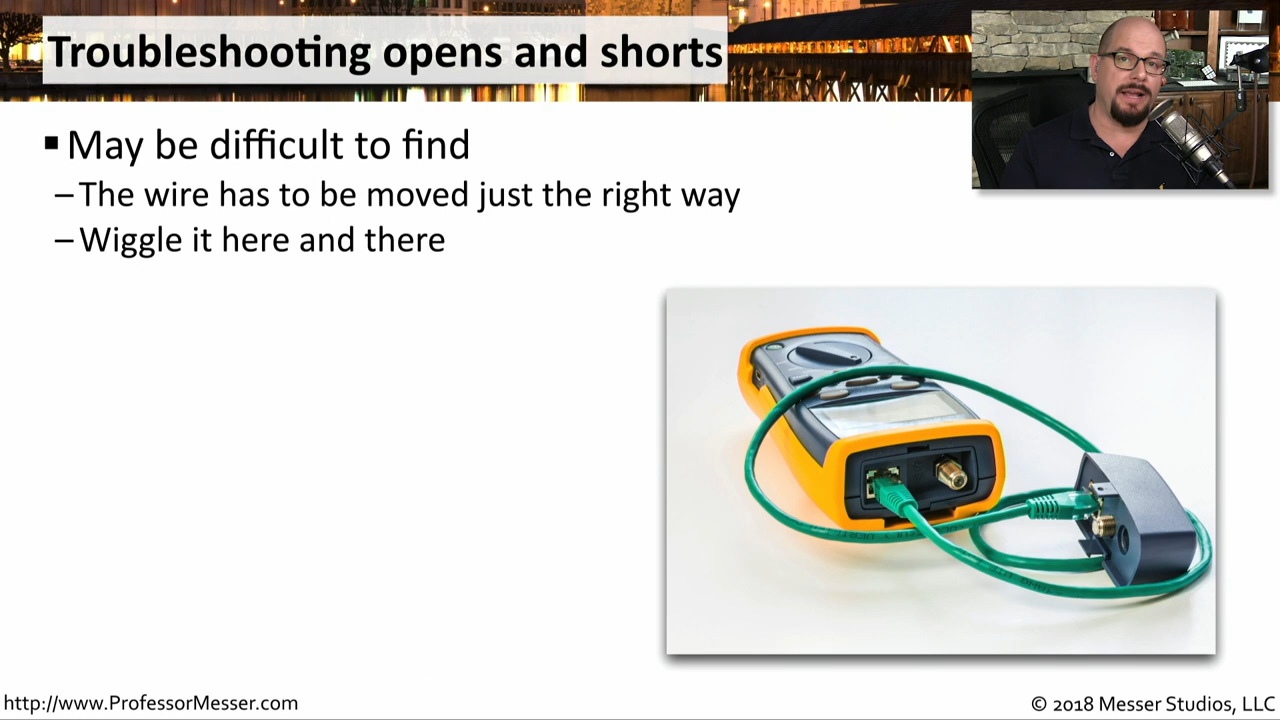 Troubleshooting opens and shorts
▪ May be difficult to find
– The wire has to be moved just the right way
– Wiggle it here and there
http://www.ProfessorMesser.com
© 2018 Messer Studios, LLC